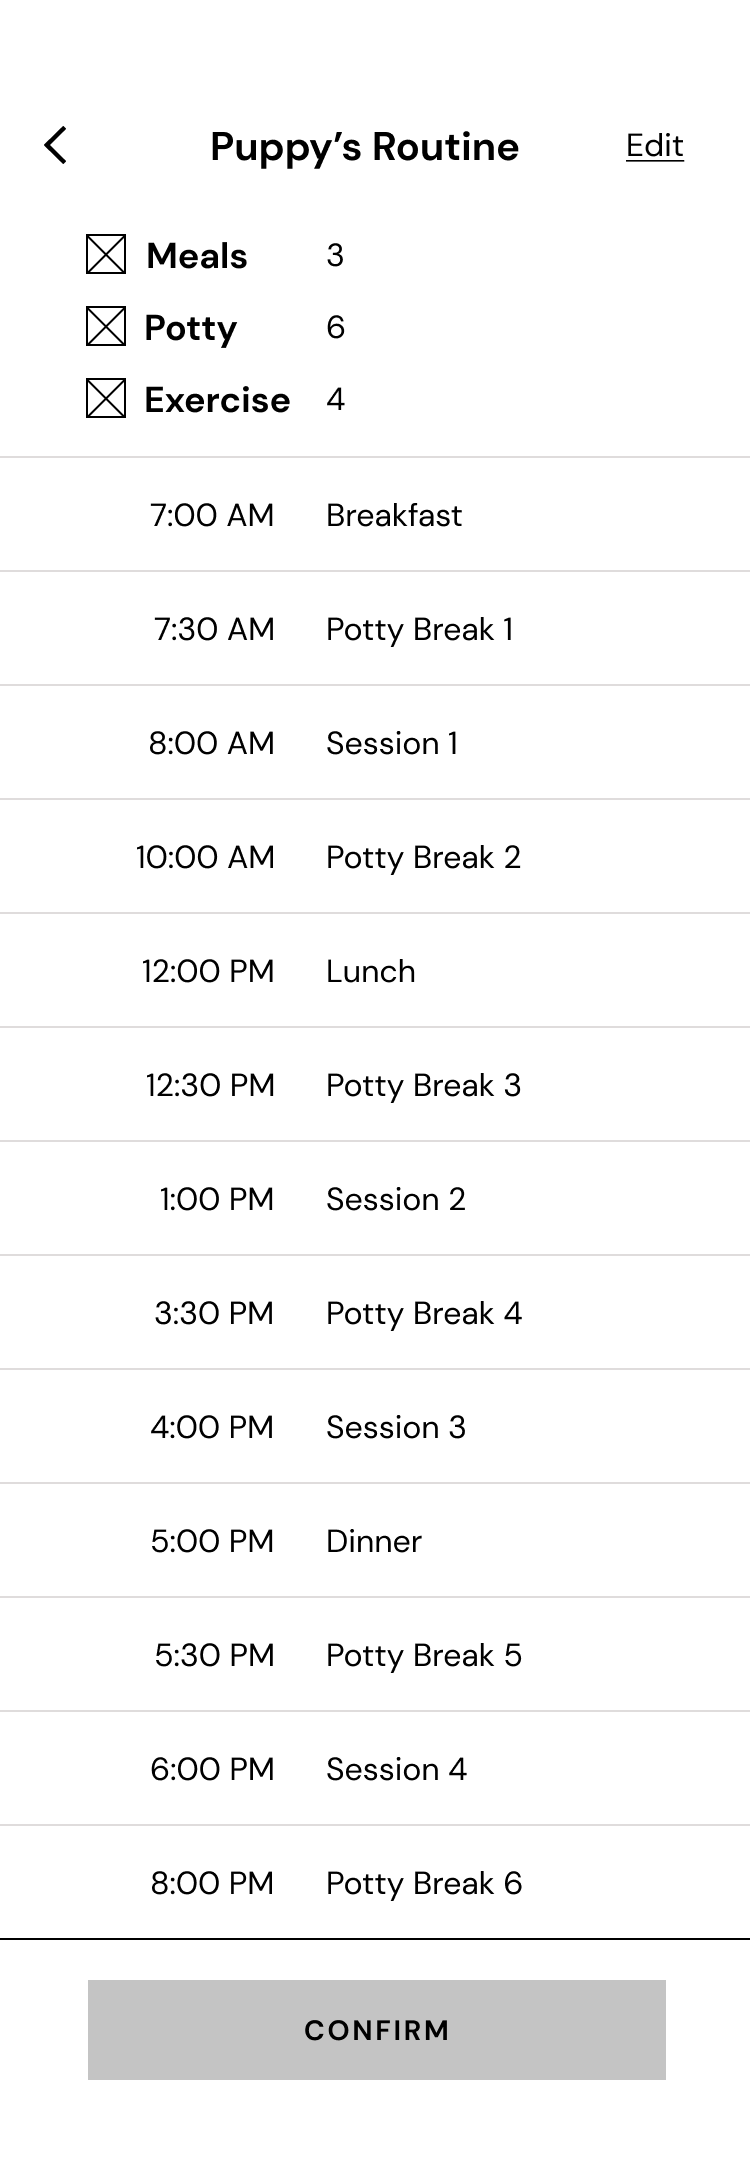 Puppy’s Routine Edit
Meals 3
Potty 6
Exercise 4
7:00 AM Breakfast
7:30 AM Potty Break 1
8:00 AM Session 1
10:00 AM Potty Break 2
12:00 PM Lunch
12:30 PM Potty Break 3
1:00 PM Session 2
3:30 PM Potty Break 4
4:00 PM Session 3
5:00 PM Dinner
5:30 PM Potty Break 5
6:00 PM Session 4
8:00 PM Potty Break 6
CONFIRM